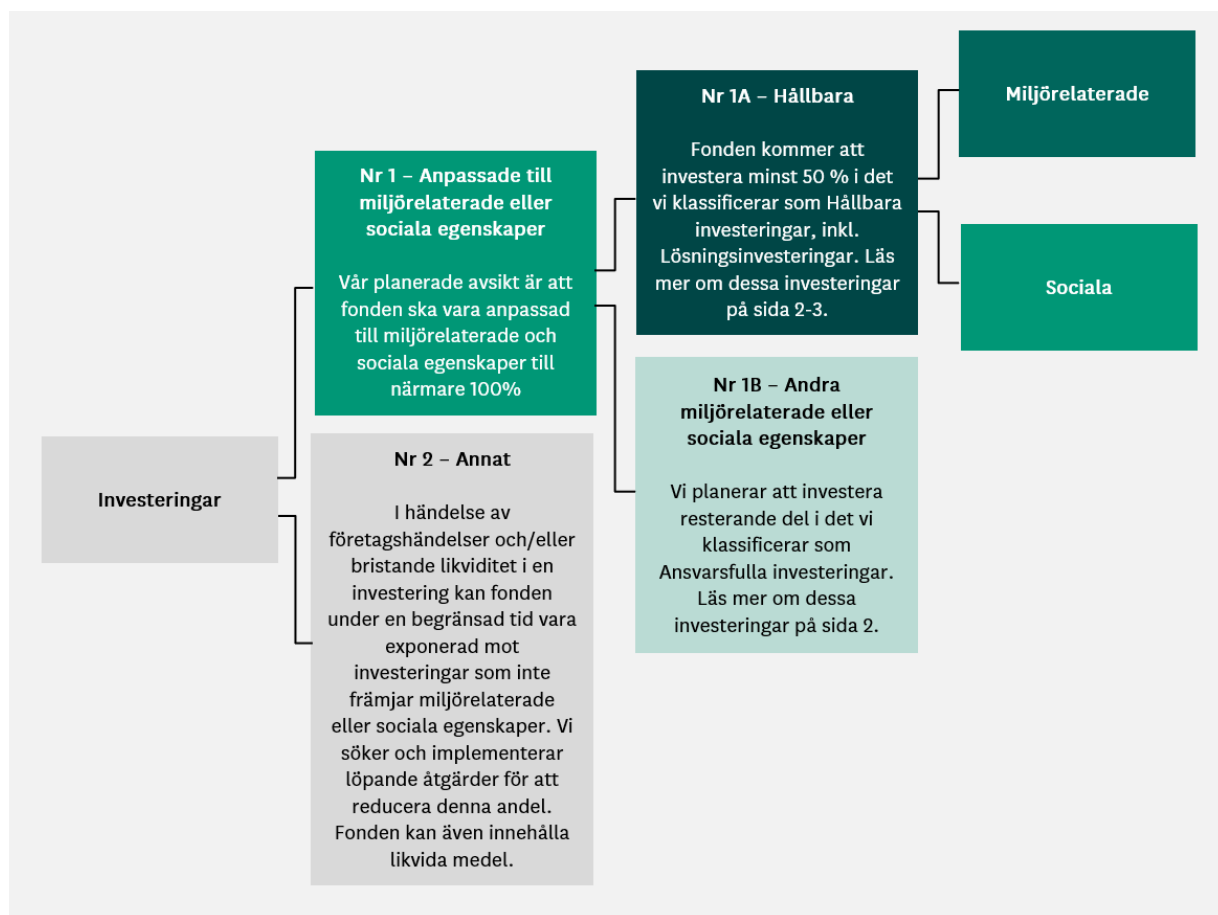 Investeringar
Nr 1 – Anpassade till
miljörelaterade eller
sociala egenskaper
Vår planerade avsikt är att
fonden ska vara anpassad
till miljörelaterade och
sociala egenskaper till
närmare 100%
Nr 2 – Annat
I händelse av
företagshändelser och/eller
bristande likviditet i en
investering kan fonden
under en begränsad tid vara
exponerad mot
investeringar som inte
främjar miljörelaterade
eller sociala egenskaper. Vi
söker och implementerar
löpande åtgärder för att
reducera denna andel.
Fonden kan även innehålla
likvida medel.
Nr 1A – Hållbara
Fonden kommer att
investera minst 50 % i det
vi klassificerar som Hållbara
investeringar, inkl.
Lösningsinvesteringar. Läs
mer om dessa investeringar
på sida 2-3.
Nr 1B – Andra
miljörelaterade eller
sociala egenskaper
Vi planerar att investera
resterande del i det vi
klassificerar som
Ansvarsfulla investeringar.
Läs mer om dessa
investeringar på sida 2.
Miljörelaterade
Sociala